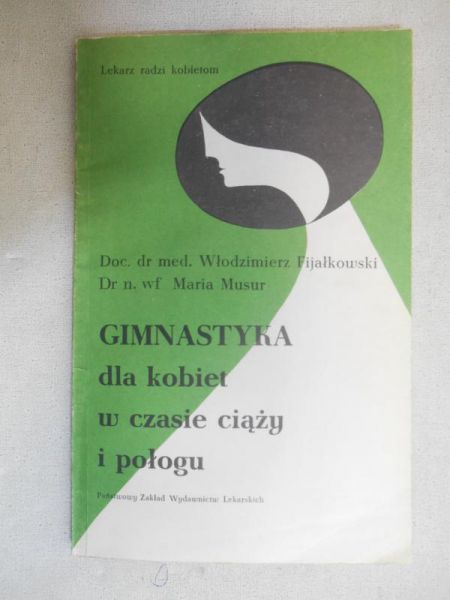 Lekarz radzi kobietom
Doc. dr med. Włodzimierz Fijałkowski
Dr n. wf Maria Musur
GIMNASTYKA
dla kobiet
w czasie ciąży
i połogu
Państwowy Zakład Wydawnictw Lekarskich